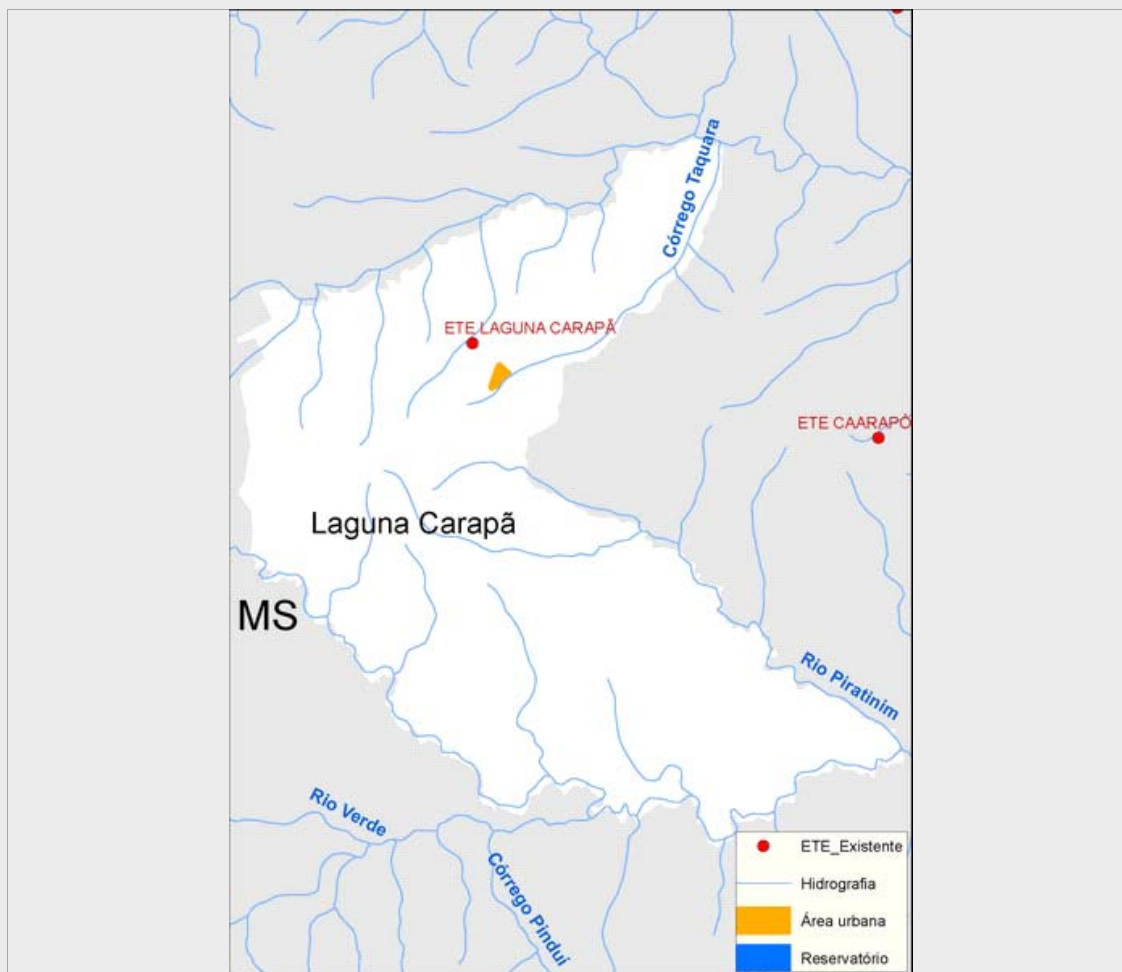 Córrego Taquara
ETE LAGUNA CARAPÃ
ETE CAARAPÓ
Laguna Carapã
MS
Rio Piratinim
Rio Verde
Córrego Pinduí
ETE_Existente
Hidrografia
Área urbana
Reservatório